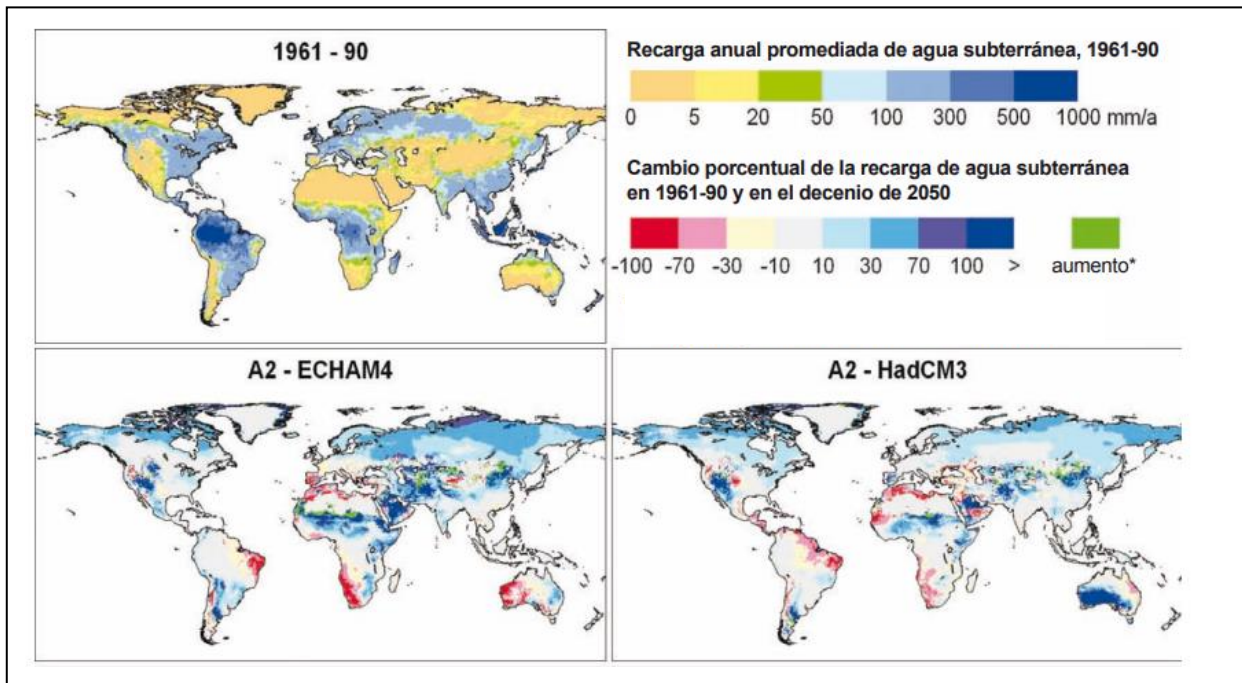 1961 - 90
Recarga anual promediada de agua subterránea, 1961-90
0 5 20 50 100 300 500 1000 mm/a
Cambio porcentual de la recarga de agua subterránea
en 1961-90 y en el decenio de 2050
-100 -70 -30 -10 10 30 70 100 > aumento*
A2 - ECHAM4
A2 - HadCM3